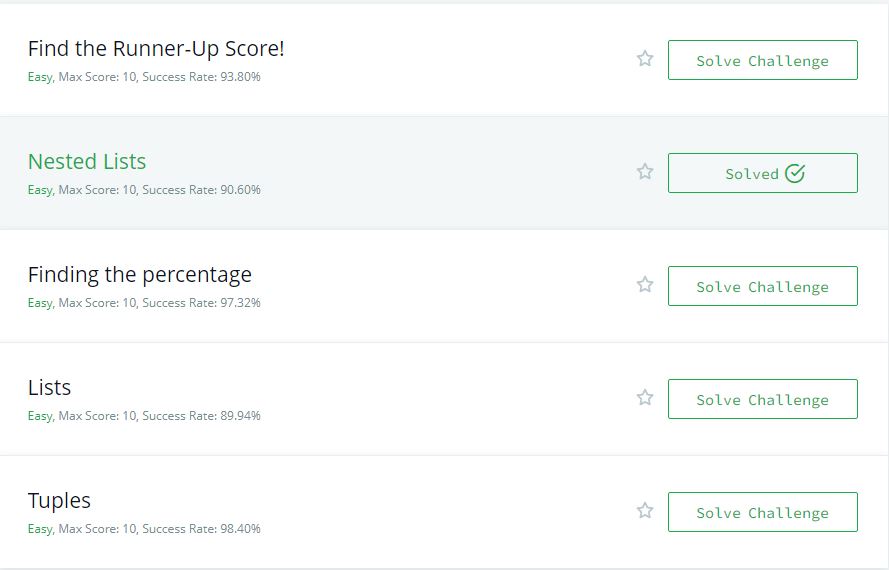 Find the Runner-Up Score!
Easy, Max Score: 10, Success Rate: 93.80%
Solve Challenge
Nested Lists
Easy, Max Score: 10, Success Rate: 90.60%
Solved
Finding the percentage
Easy, Max Score: 10, Success Rate: 97.32%
Solve Challenge
Lists
Easy, Max Score: 10, Success Rate: 89.94%
Solve Challenge
Tuples
Easy, Max Score: 10, Success Rate: 98.40%
Solve Challenge